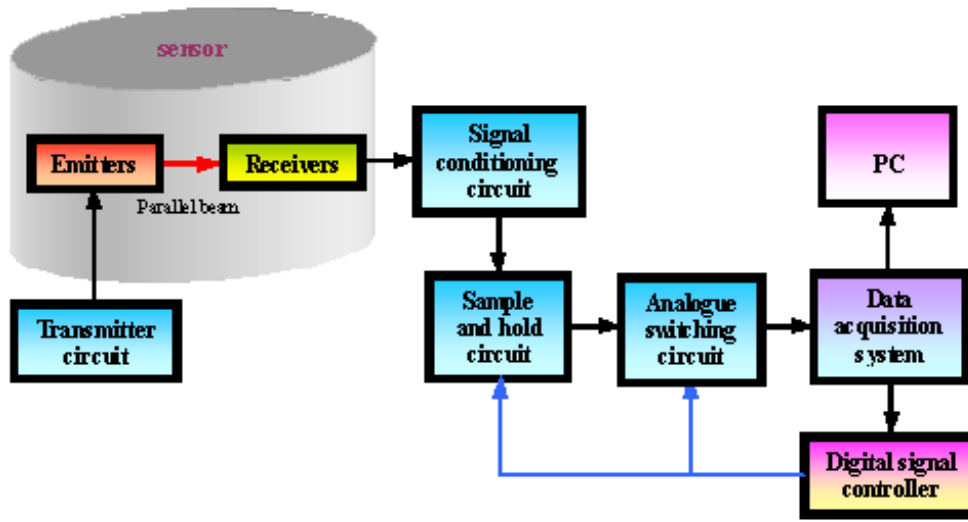 sensor
Emitters
Receivers
Parallel beam
Transmitter
circuit
Signal
conditioning
circuit
Sample
and hold
circuit
Analogue
switching
circuit
PC
Data
acquisition
system
Digital signal
controller